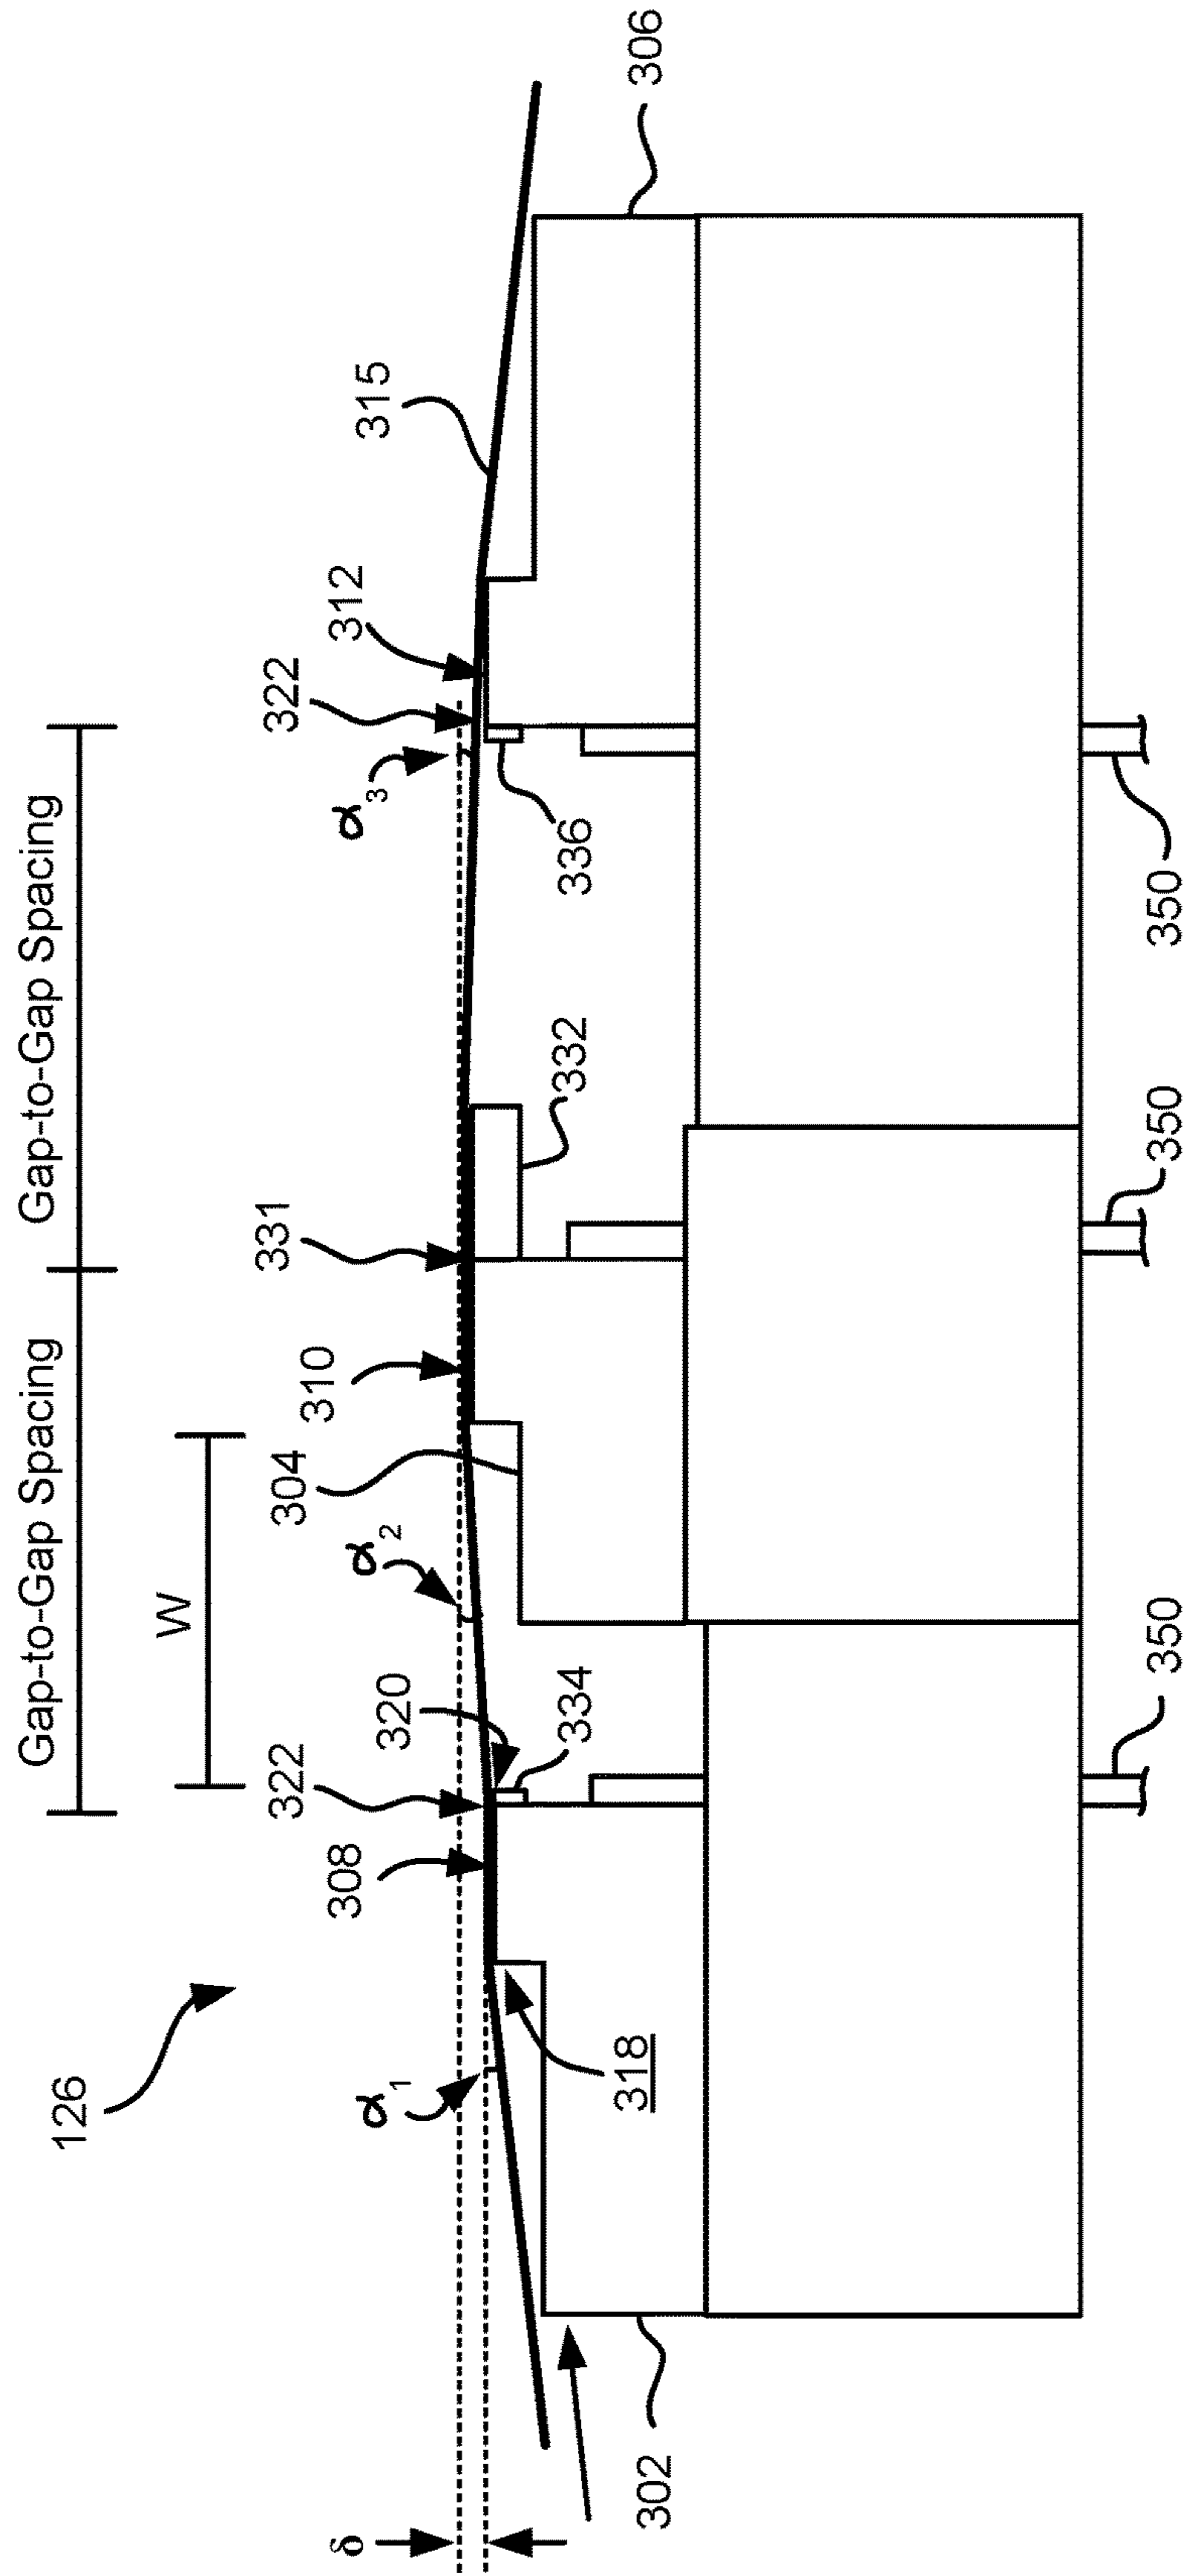 Gap-to-Gap Spacing
Gap-to-Gap Spacing
W
126
δ
α1
308
322
320
α2
304
310
331
α3
322
312
315
318
334
332
336
302
306
350
350
350